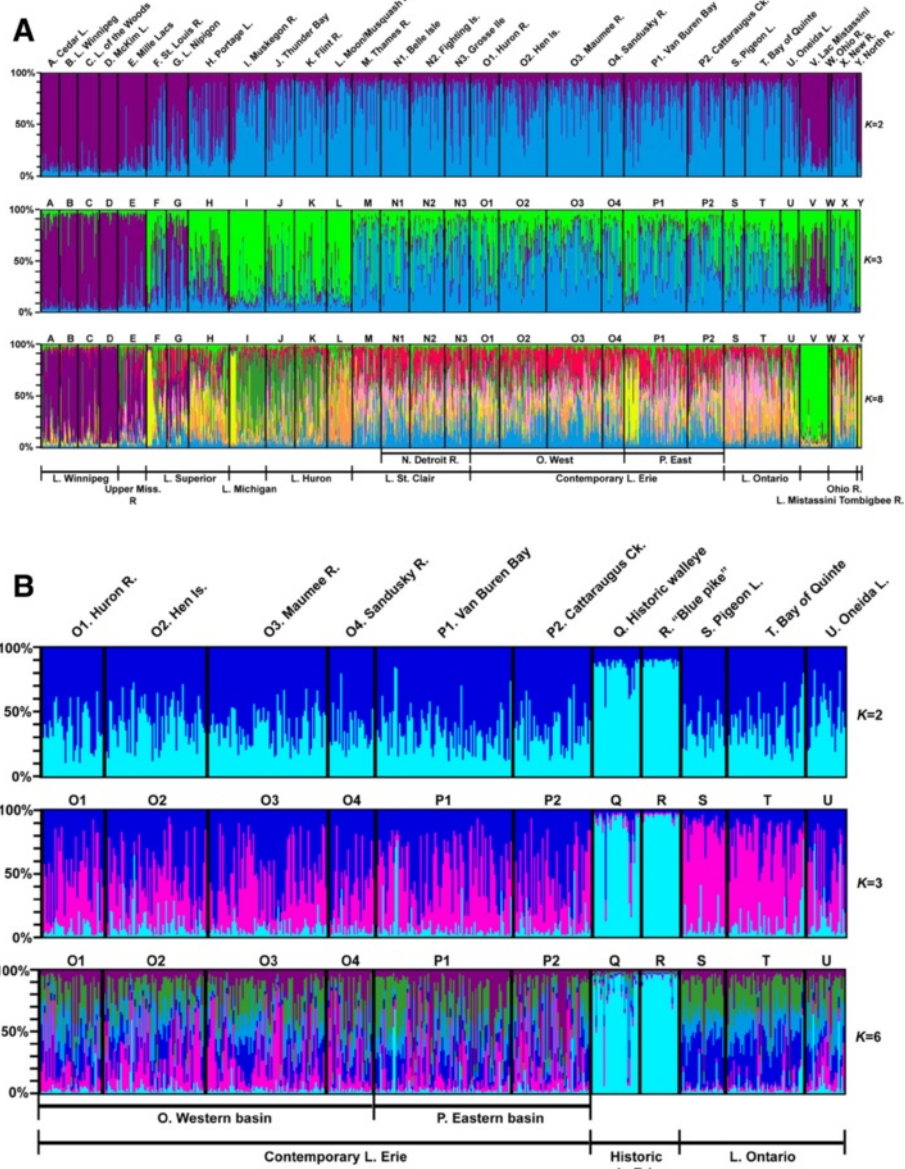 A
A. Cedar L.
B. L. Winnipeg
C. L. of the Woods
D. McKim L.
E. Mille Lacs
F. St. Louis R.
G. L. Nipigon
H. Portage L.
I. Muskegon R.
J. Thunder Bay
K. Flint R.
L. Moon/Musquash
M. Thames R.
N1. Belle Isle
N2. Fighting Is.
N3. Grosse Ile
O1. Huron R.
O2. Hen Is.
O3. Maumee R.
O4. Sandusky R.
P1. Van Buren Bay
P2. Cattaraugus Ck.
S. Pigeon L.
T. Bay of Quinte
U. Oneida L.
V. Lac Mistassini
W. Ohio R.
X. New R.
Y. North R.
100%
50%
0%
K=2
A B C D E F G H I J K L M N1 N2 N3 O1 O2 O3 O4 P1 P2 S T U V W X Y
100%
50%
0%
K=3
A B C D E F G H I J K L M N1 N2 N3 O1 O2 O3 O4 P1 P2 S T U V W X Y
100%
50%
0%
K=8
N. Detroit R. O. West P. East
L. Winnipeg L. Superior L. Huron L. St. Clair Contemporary L. Erie L. Ontario Ohio R.
Upper Miss. R L. Michigan L. Mistassini Tombigbee R.
B
O1. Huron R.
O2. Hen Is.
O3. Maumee R.
O4. Sandusky R.
P1. Van Buren Bay
P2. Cattaraugus Ck.
Q. Historic walleye
R. "Blue pike"
S. Pigeon L.
T. Bay of Quinte
U. Oneida L.
100%
50%
0%
K=2
O1 O2 O3 O4 P1 P2 Q R S T U
100%
50%
0%
K=3
O1 O2 O3 O4 P1 P2 Q R S T U
100%
50%
0%
K=6
O. Western basin P. Eastern basin
Contemporary L. Erie Historic L. Ontario